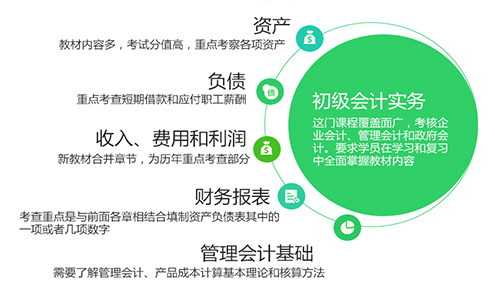 资产
教材内容多，考试分值高，重点考察各项资产
负债
重点考查短期借款和应付职工薪酬
债
初级会计实务
这门课程覆盖面广，考核企
业会计、管理会计和政府会
计。要求学员在学习和复习
中全面掌握教材内容
收入、费用和利润
新教材合并章节，为历年重点考查部分
财务报表
考查重点是与前面各章相结合填制资产负债表其中的
一项或者几项数字
管理会计基础
需要了解管理会计、产品成本计算基本理论和核算方法